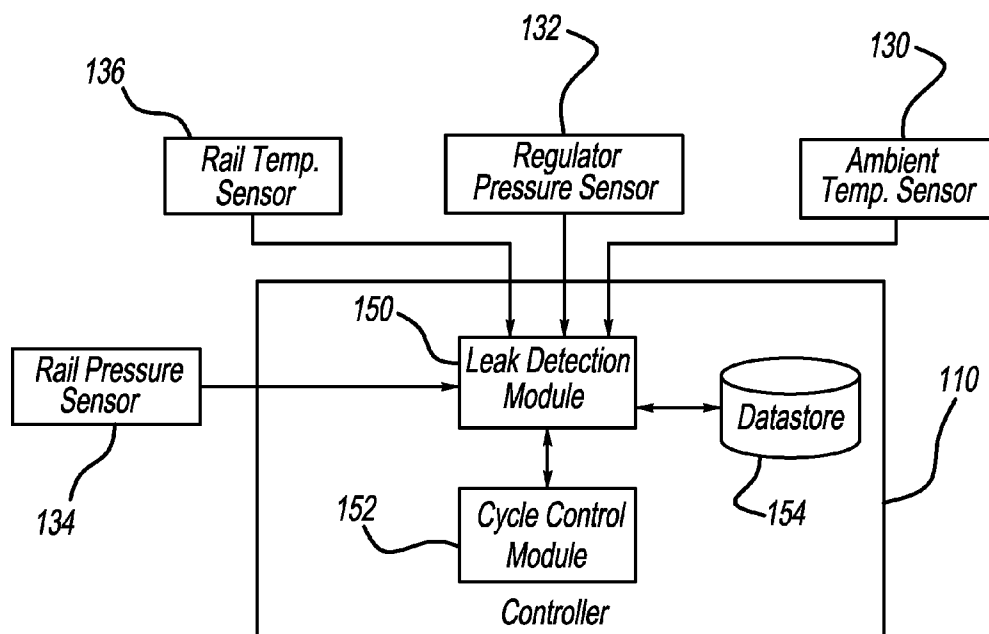 136
132
130
Rail Temp.
Sensor
Regulator
Pressure Sensor
Ambient
Temp. Sensor
150
Rail Pressure
Sensor
Leak Detection
Module
Datastore
110
134
152
Cycle Control
Module
154
Controller